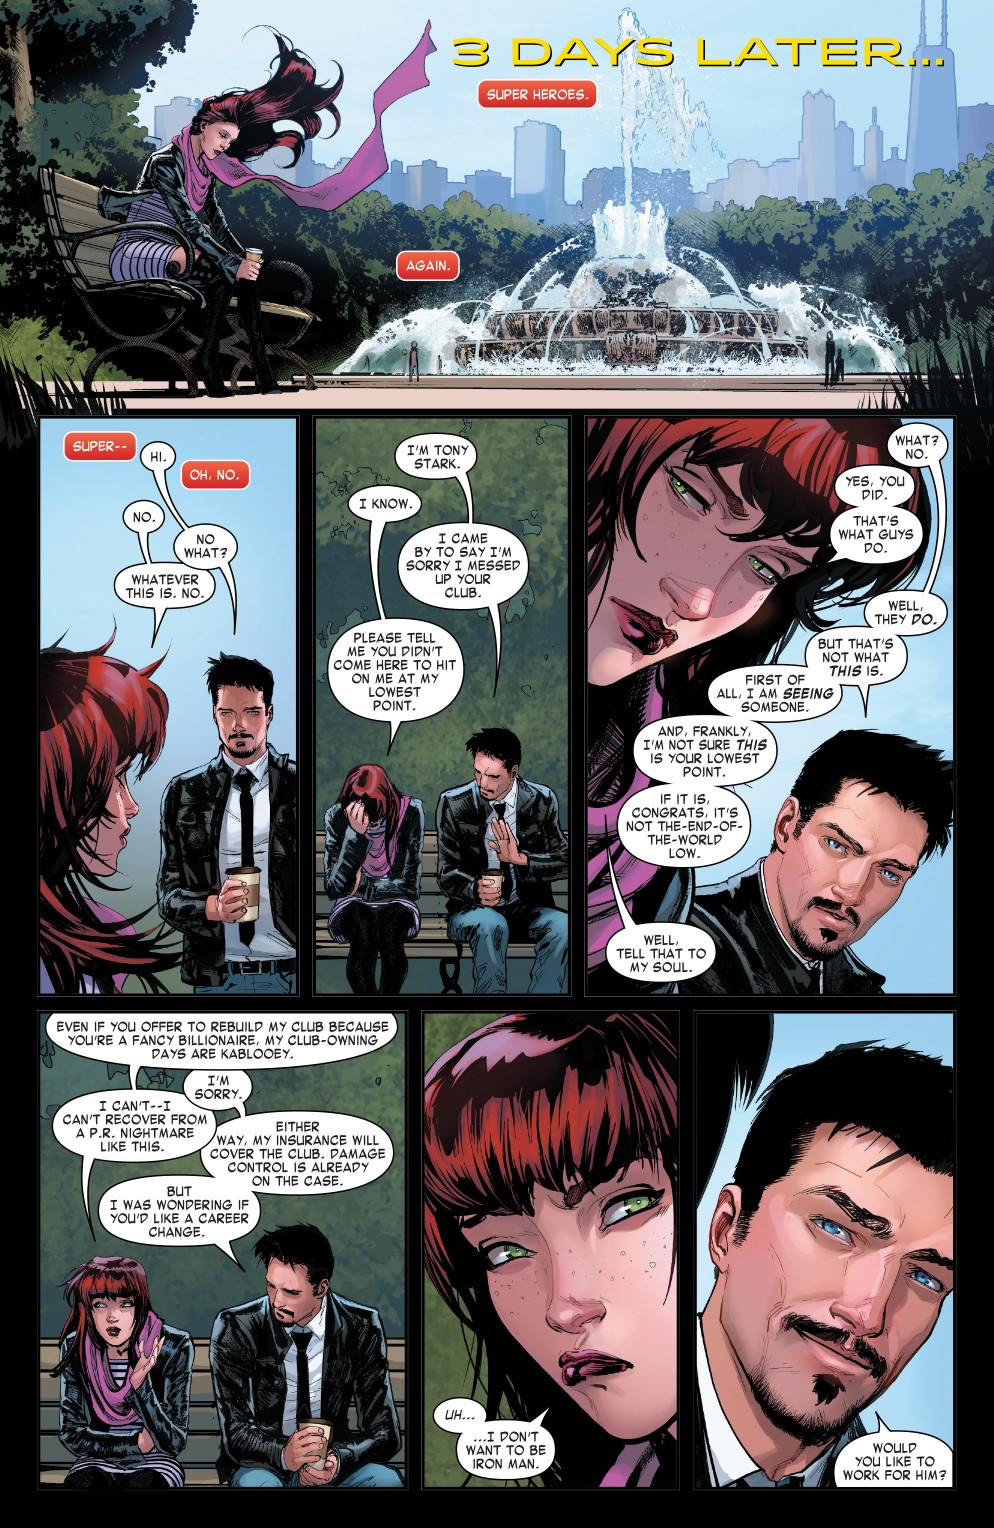 3 DAYS LATER...
SUPER HEROES.
AGAIN.
SUPER--
HI.
OH, NO.
NO.
NO
WHAT?
WHATEVER
THIS IS. NO.
I'M TONY
STARK.
I KNOW.
I CAME
BY TO SAY I'M
SORRY I MESSED
UP YOUR
CLUB.
PLEASE TELL
ME YOU DIDN'T
COME HERE TO HIT
ON ME AT MY
LOWEST
POINT.
WHAT?
NO.
YES, YOU
DID.
THAT'S
WHAT GUYS
DO.
WELL,
THEY DO.
BUT THAT'S
NOT WHAT
THIS IS.
FIRST OF
ALL, I AM SEEING
SOMEONE.
AND, FRANKLY,
I'M NOT SURE THIS
IS YOUR LOWEST
POINT.
IF IT IS,
CONGRATS, IT'S
NOT THE-END-OF-
THE-WORLD
LOW.
WELL,
TELL THAT TO
MY SOUL.
EVEN IF YOU OFFER TO REBUILD MY CLUB BECAUSE
YOU'RE A FANCY BILLIONAIRE, MY CLUB-OWNING
DAYS ARE KABLOOEY.
I'M
SORRY.
I CAN'T--I
CAN'T RECOVER FROM
A P.R. NIGHTMARE
LIKE THIS.
EITHER
WAY, MY INSURANCE WILL
COVER THE CLUB. DAMAGE
CONTROL IS ALREADY
ON THE CASE.
BUT
I WAS WONDERING IF
YOU'D LIKE A CAREER
CHANGE.
UH...
...I DON'T
WANT TO BE
IRON MAN.
WOULD
YOU LIKE TO
WORK FOR HIM?